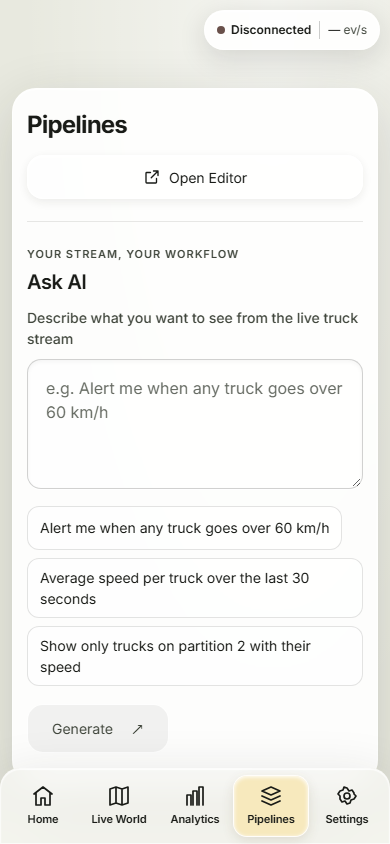 Disconnected — ev/s
Pipelines
Open Editor
YOUR STREAM, YOUR WORKFLOW
Ask AI
Describe what you want to see from the live truck
stream
e.g. Alert me when any truck goes over
60 km/h
Alert me when any truck goes over 60 km/h
Average speed per truck over the last 30
seconds
Show only trucks on partition 2 with their
speed
Generate ↗
Home Live World Analytics Pipelines Settings